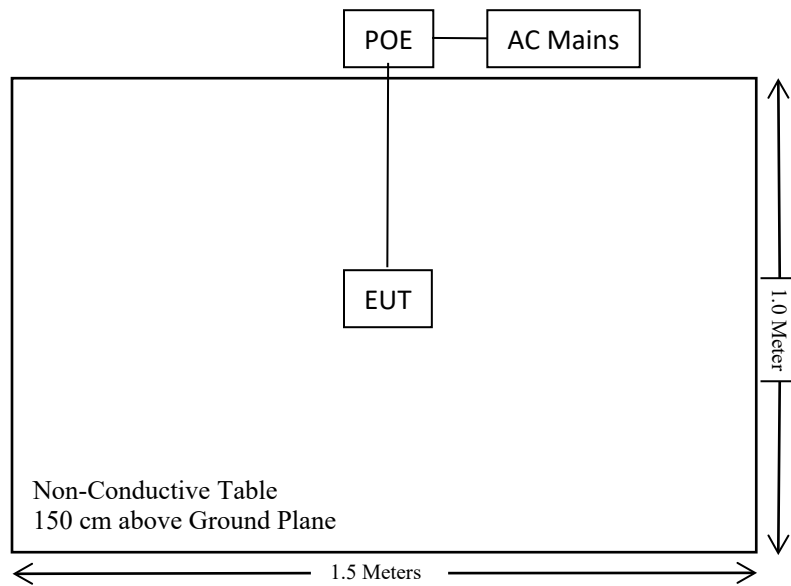 POE
AC Mains
EUT
1.0 Meter
Non-Conductive Table
150 cm above Ground Plane
1.5 Meters